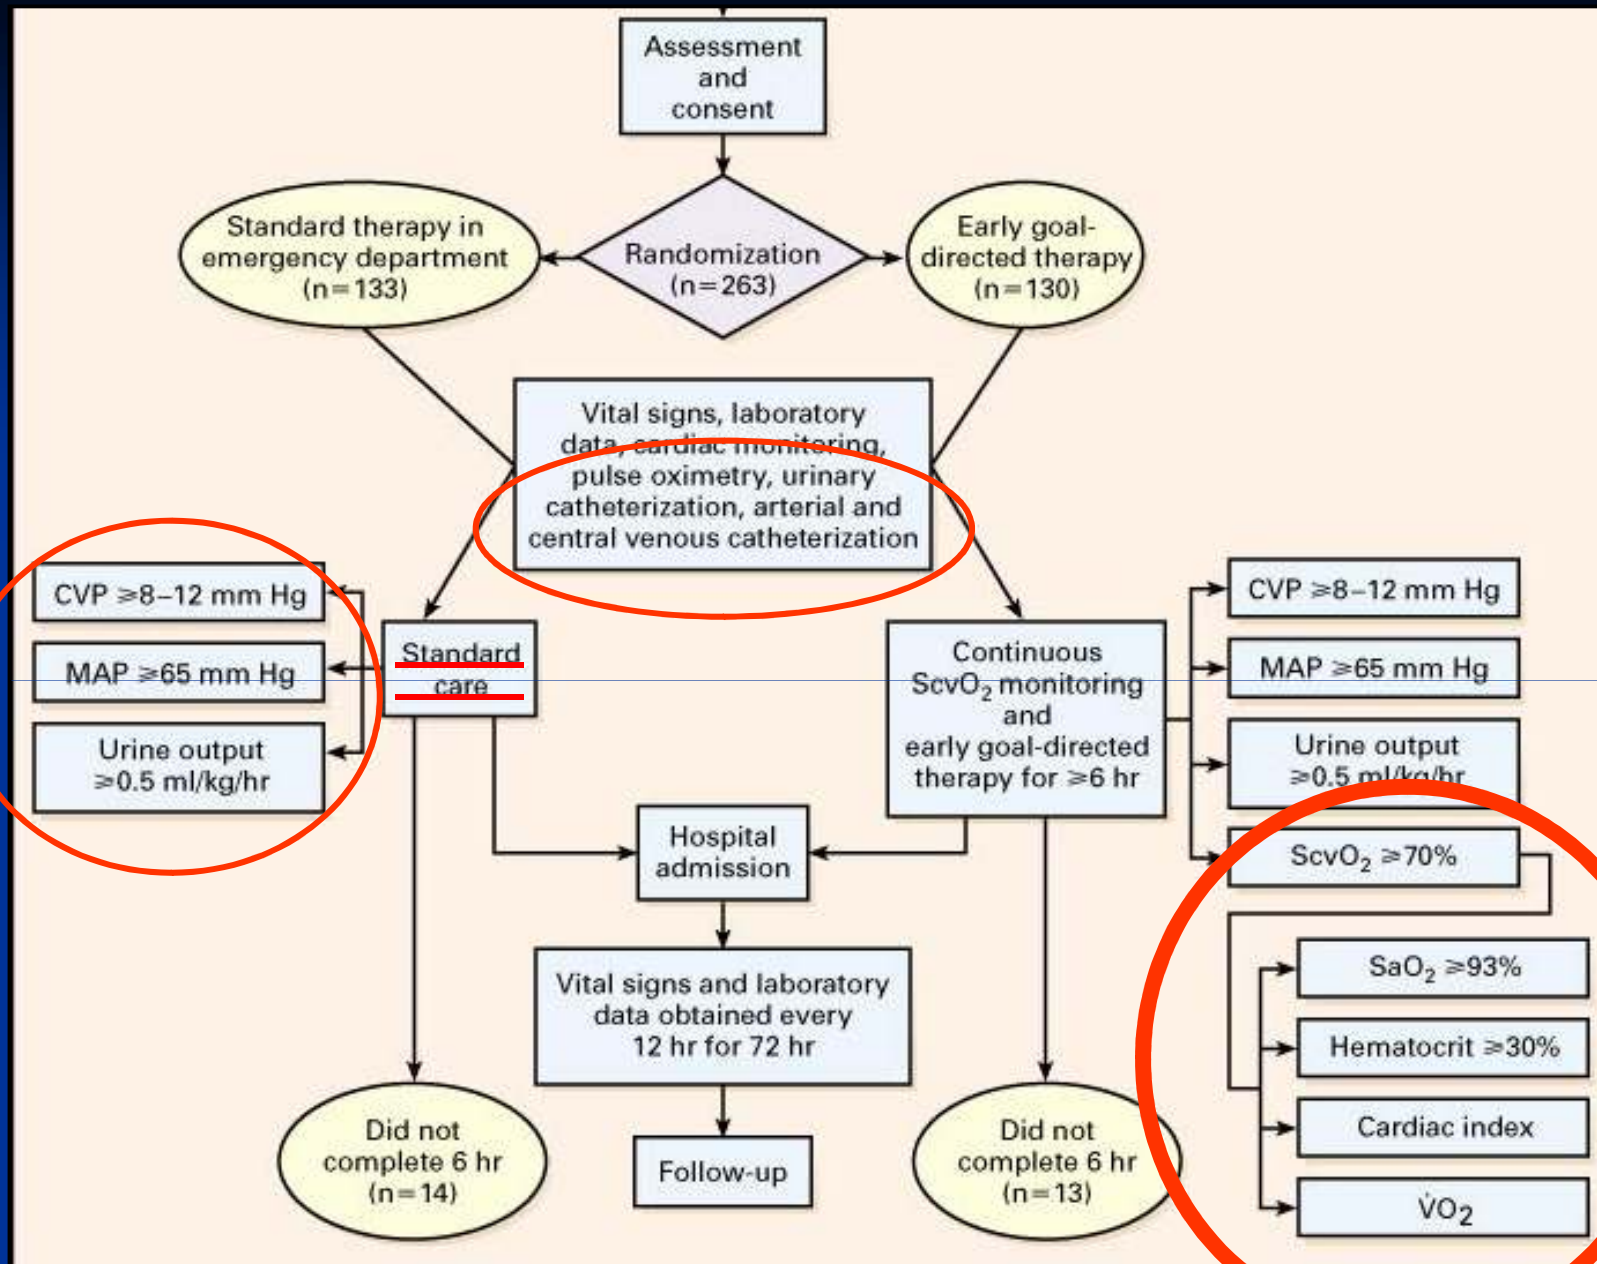 Assessment
and
consent
Standard therapy in
emergency department
(n=133)
Randomization
(n=263)
Early goal-
directed therapy
(n=130)
Vital signs, laboratory
data, cardiac monitoring,
pulse oximetry, urinary
catheterization, arterial and
central venous catheterization
CVP ⩾8–12 mm Hg
MAP ⩾65 mm Hg
Urine output
⩾0.5 ml/kg/hr
Standard
care
Continuous
ScvO₂ monitoring
and
early goal-directed
therapy for ⩾6 hr
CVP ⩾8–12 mm Hg
MAP ⩾65 mm Hg
Urine output
⩾0.5 ml/kg/hr
ScvO₂ ⩾70%
Hospital
admission
SaO₂ ⩾93%
Hematocrit ⩾30%
Cardiac index
V̇O₂
Vital signs and laboratory
data obtained every
12 hr for 72 hr
Did not
complete 6 hr
(n=14)
Follow-up
Did not
complete 6 hr
(n=13)